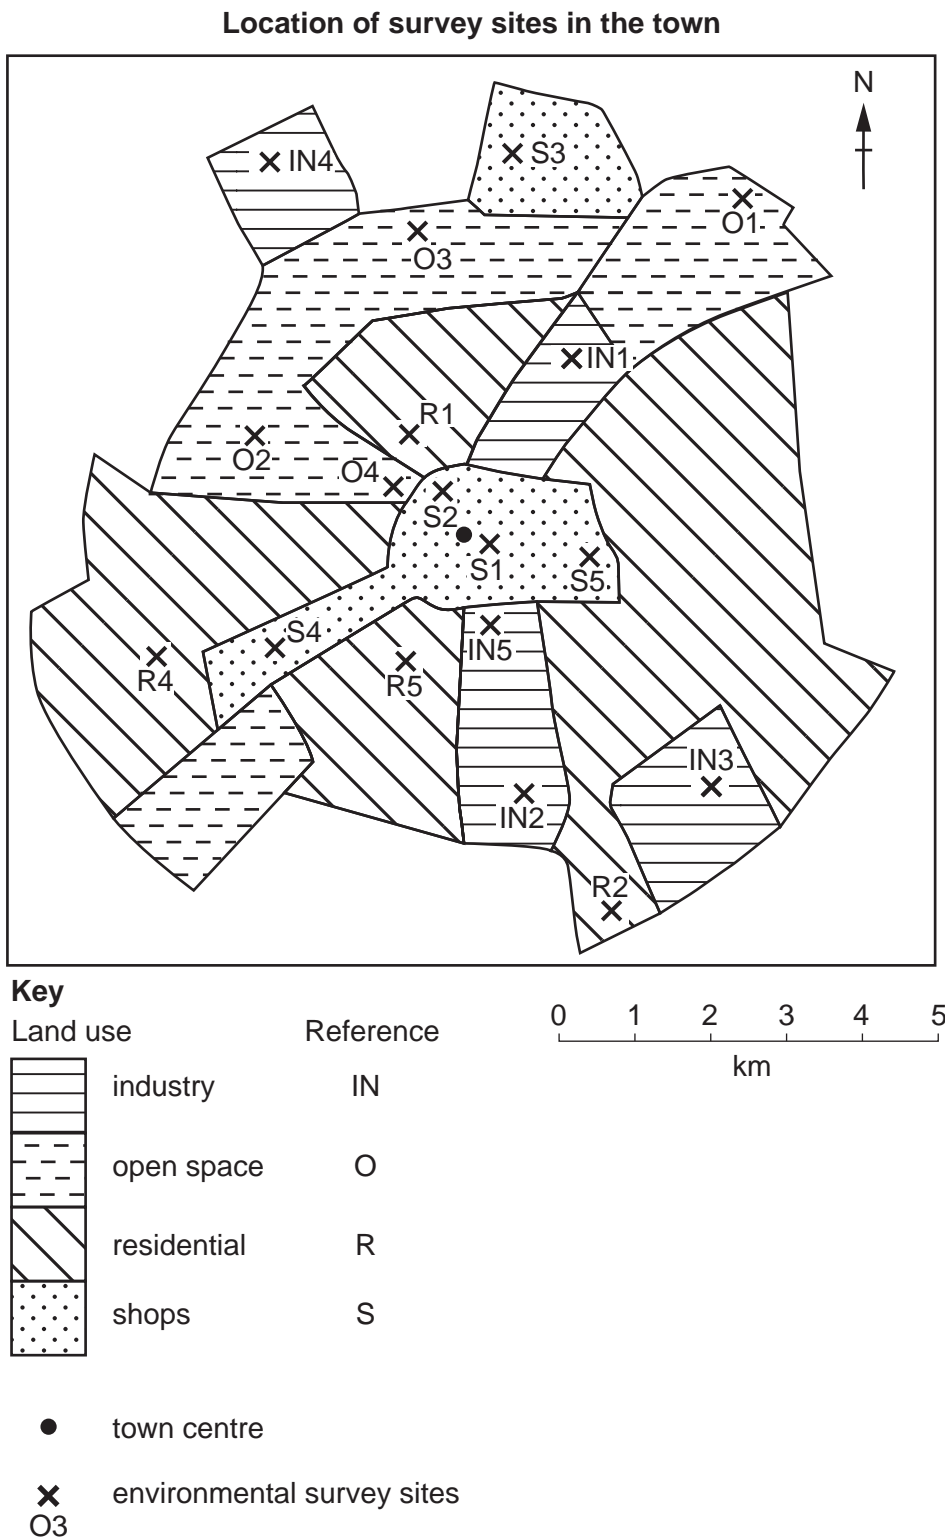 Location of survey sites in the town
N
IN4
S3
O1
O3
IN1
R1
O2
O4
S2
S1
S5
S4
IN5
R4
R5
IN3
IN2
R2
Key
Land use Reference
industry IN
open space O
residential R
shops S
town centre
environmental survey sites
O3
0 1 2 3 4 5
km